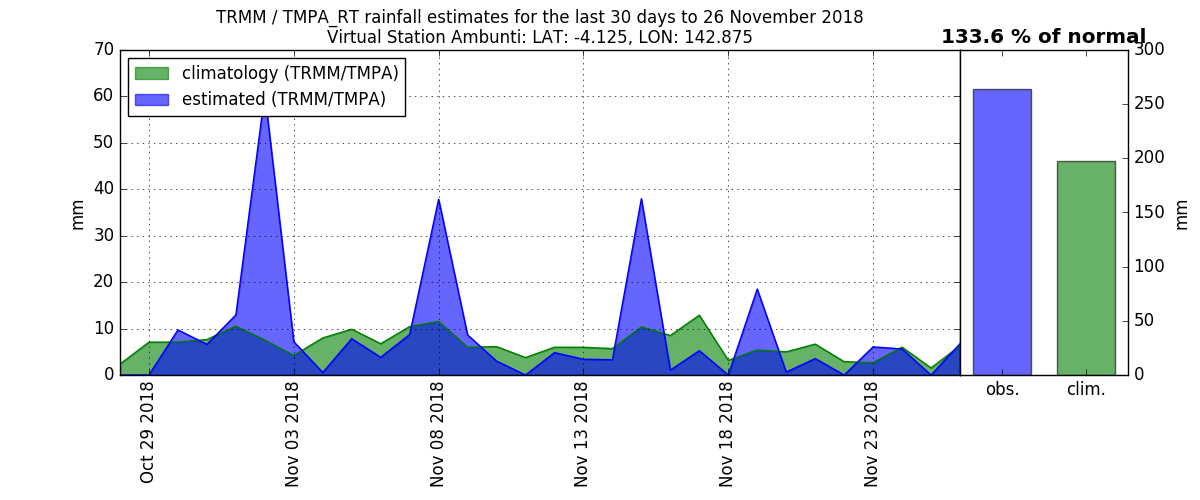 TRMM / TMPA_RT rainfall estimates for the last 30 days to 26 November 2018
Virtual Station Ambunti: LAT: -4.125, LON: 142.875
133.6 % of normal
climatology (TRMM/TMPA)
estimated (TRMM/TMPA)
70
60
50
40
30
20
10
0
mm
Oct 29 2018
Nov 03 2018
Nov 08 2018
Nov 13 2018
Nov 18 2018
Nov 23 2018
obs.
clim.
300
250
200
150
100
50
0
mm